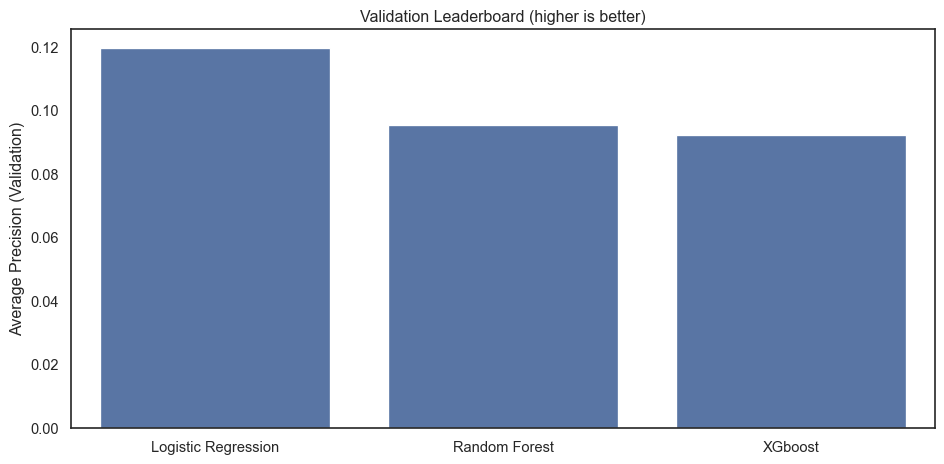 Validation Leaderboard (higher is better)
Average Precision (Validation)
0.12
0.10
0.08
0.06
0.04
0.02
0.00
Logistic Regression
Random Forest
XGboost